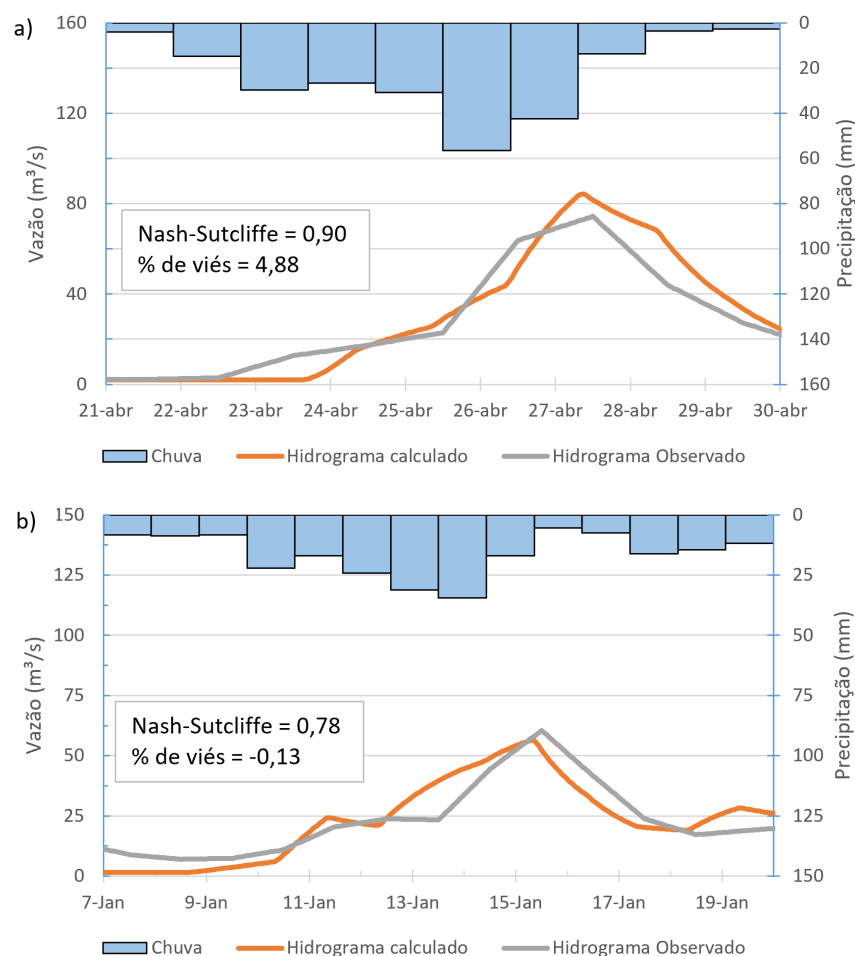 a)
160
120
80
40
0
Vazão (m³/s)
0
20
40
60
80
100
120
140
160
Precipitação (mm)
Nash-Sutcliffe = 0,90
% de viés = 4,88
21-abr 22-abr 23-abr 24-abr 25-abr 26-abr 27-abr 28-abr 29-abr 30-abr
Chuva Hidrograma calculado Hidrograma Observado
b)
150
125
100
75
50
25
0
Vazão (m³/s)
0
25
50
75
100
125
150
Precipitação (mm)
Nash-Sutcliffe = 0,78
% de viés = -0,13
7-Jan 9-Jan 11-Jan 13-Jan 15-Jan 17-Jan 19-Jan
Chuva Hidrograma calculado Hidrograma Observado